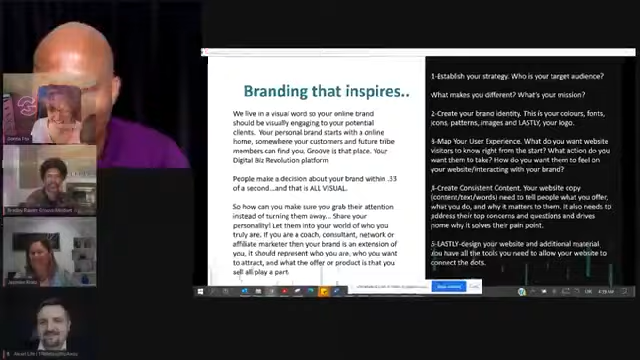 Branding that inspires..
We live in a visual word so your online brand
should be visually engaging to your potential
clients. Your personal brand starts with a online
home, somewhere your customers and future tribe
members can find you, Groove is that place. Your
Digital Biz Revolution platform
People make a decision about your brand within .33
of a second...and that is ALL VISUAL.
So how can you make sure you grab their attention
instead of turning them away... Share your
personality! Let them into your world of who you
truly are. If you are a coach, consultant, network or
affiliate marketer then your brand is an extension of
you, it should represent who you are, who you want
to attract, and what the offer or product is that you
sell all play a part.
1-Establish your strategy. Who is your target audience?
What makes you different? What's your mission?
2-Create your brand identity. This is your colours, fonts,
icons, patterns, images and LASTLY, your logo.
3-Map Your User Experience. What do you want website
visitors to know right from the start? What action do you
want them to take? How do you want them to feel on
your website/interacting with your brand?
4-Create Consistent Content. Your website copy
(content/text/words) need to tell people what you offer,
what you do, and why it matters to them. It also needs to
address their top concerns and questions and drives
home why it solves their pain point.
5-LASTLY-design your website and additional material
You have all the tools you need to allow your website to
connect the dots.